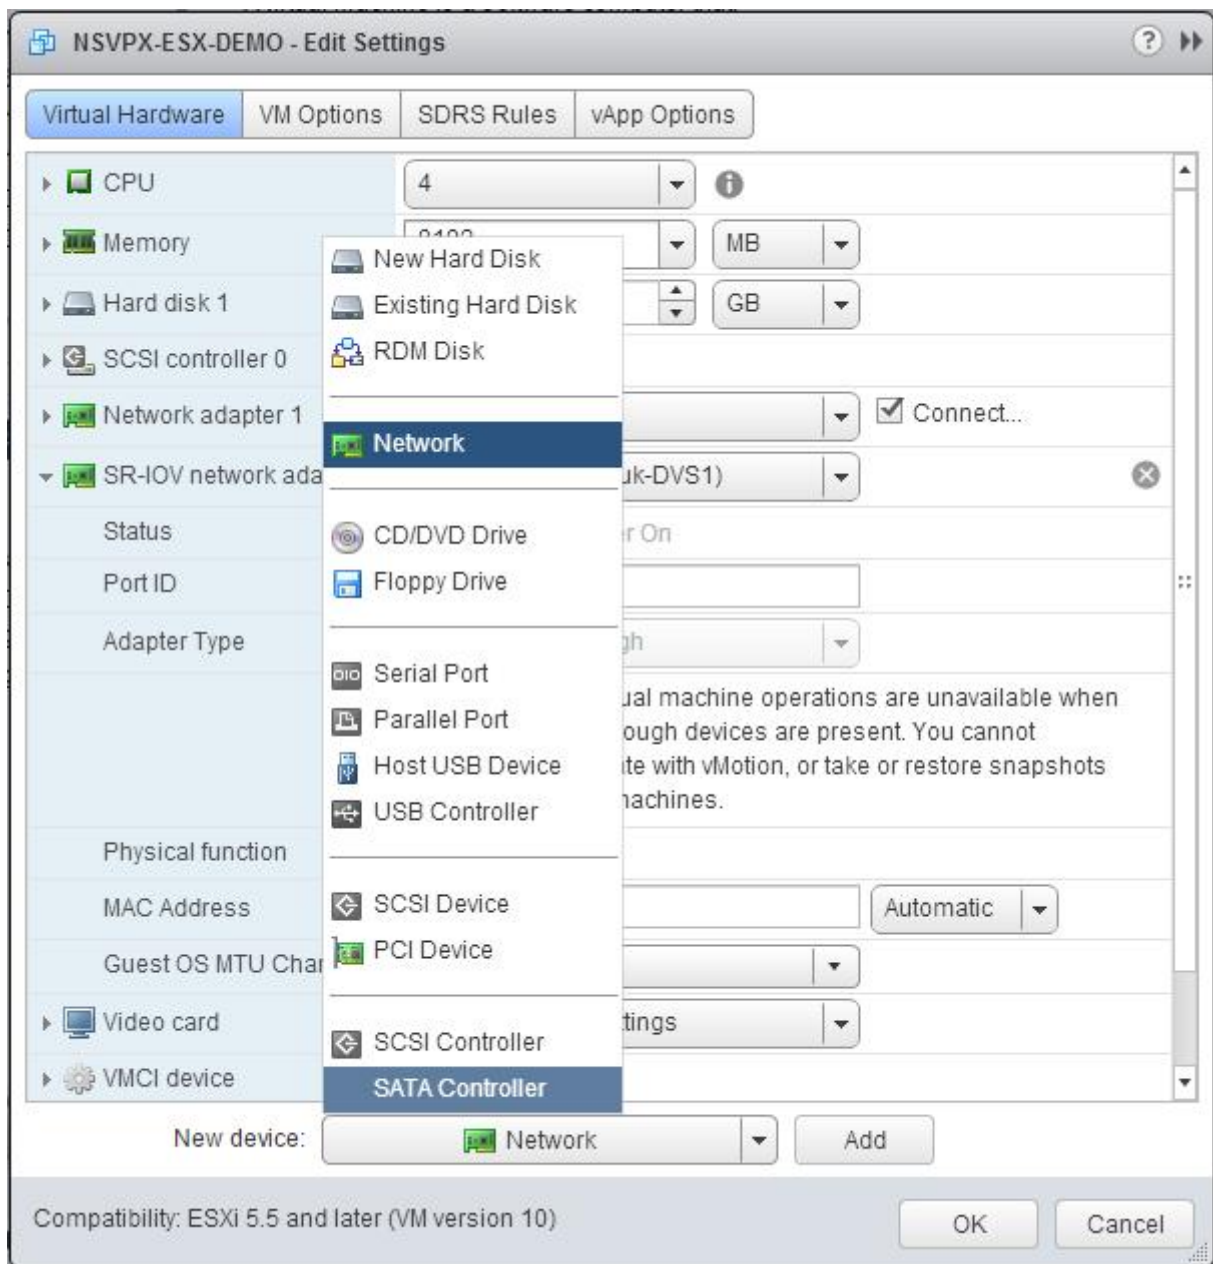 NSVPX-ESX-DEMO - Edit Settings
Virtual Hardware VM Options SDRS Rules vApp Options
CPU 4
Memory MB
New Hard Disk
Hard disk 1 GB
Existing Hard Disk
RDM Disk
SCSI controller 0
Network adapter 1 Connect...
Network
SR-IOV network ada uk-DVS1)
Status r On
CD/DVD Drive
Port ID
Floppy Drive
Adapter Type gh
Serial Port
ual machine operations are unavailable when
Parallel Port
ough devices are present. You cannot
Host USB Device
te with vMotion, or take or restore snapshots
USB Controller
nachines.
Physical function
MAC Address Automatic
SCSI Device
Guest OS MTU Char
PCI Device
Video card ttings
SCSI Controller
VMCI device
SATA Controller
New device: Network Add
Compatibility: ESXi 5.5 and later (VM version 10)
OK Cancel